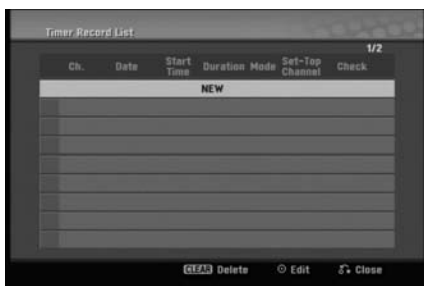 Timer Record List
1/2
Ch. Date Start Time Duration Mode Set-Top Channel Check
NEW
CLEAR Delete ⊙ Edit Close